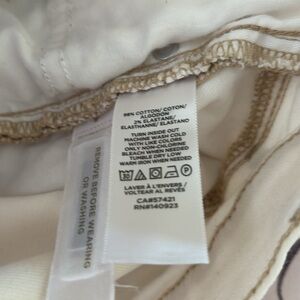 98% COTTON/ COTON/
ALGODÓN
2% ELASTANE/
ELASTHANNE/ ELASTANO
TURN INSIDE OUT
MACHINE WASH COLD
WITH LIKE COLORS
ONLY NON-CHLORINE
BLEACH WHEN NEEDED
TUMBLE DRY LOW
WARM IRON WHEN NEEDED
LAVER À L'ENVERS /
VOLTEAR AL REVÉS
CA#57421
RN#140923
REMOVE BEFORE WEARING
OR WASHING